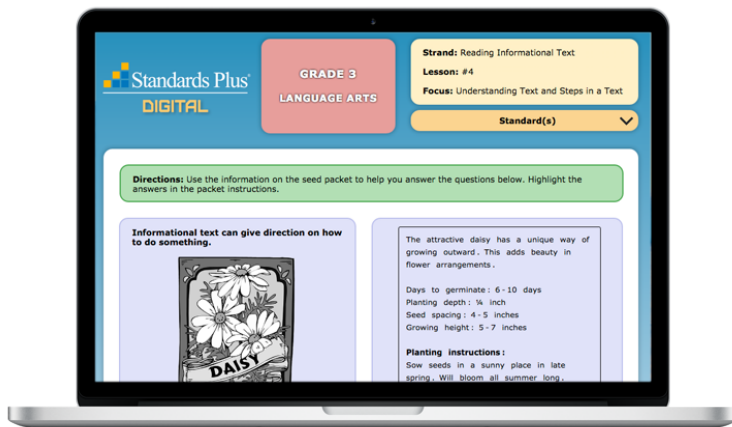 Standards Plus®
DIGITAL
GRADE 3
LANGUAGE ARTS
Strand: Reading Informational Text
Lesson: #4
Focus: Understanding Text and Steps in a Text
Standard(s)
Directions: Use the information on the seed packet to help you answer the questions below. Highlight the
answers in the packet instructions.
Informational text can give direction on how
to do something.
DAISY
The attractive daisy has a unique way of
growing outward. This adds beauty in
flower arrangements.
Days to germinate: 6-10 days
Planting depth: ¼ inch
Seed spacing: 4-5 inches
Growing height: 5-7 inches
Planting instructions:
Sow seeds in a sunny place in late
spring. Will bloom all summer long.